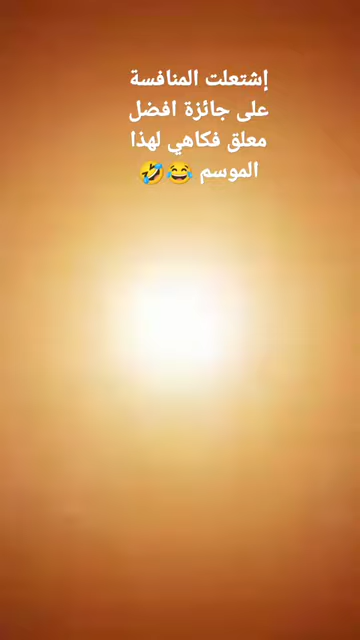 إشتعلت المنافسة
على جائزة افضل
معلق فكاهي لهذا
الموسم 😂🤣